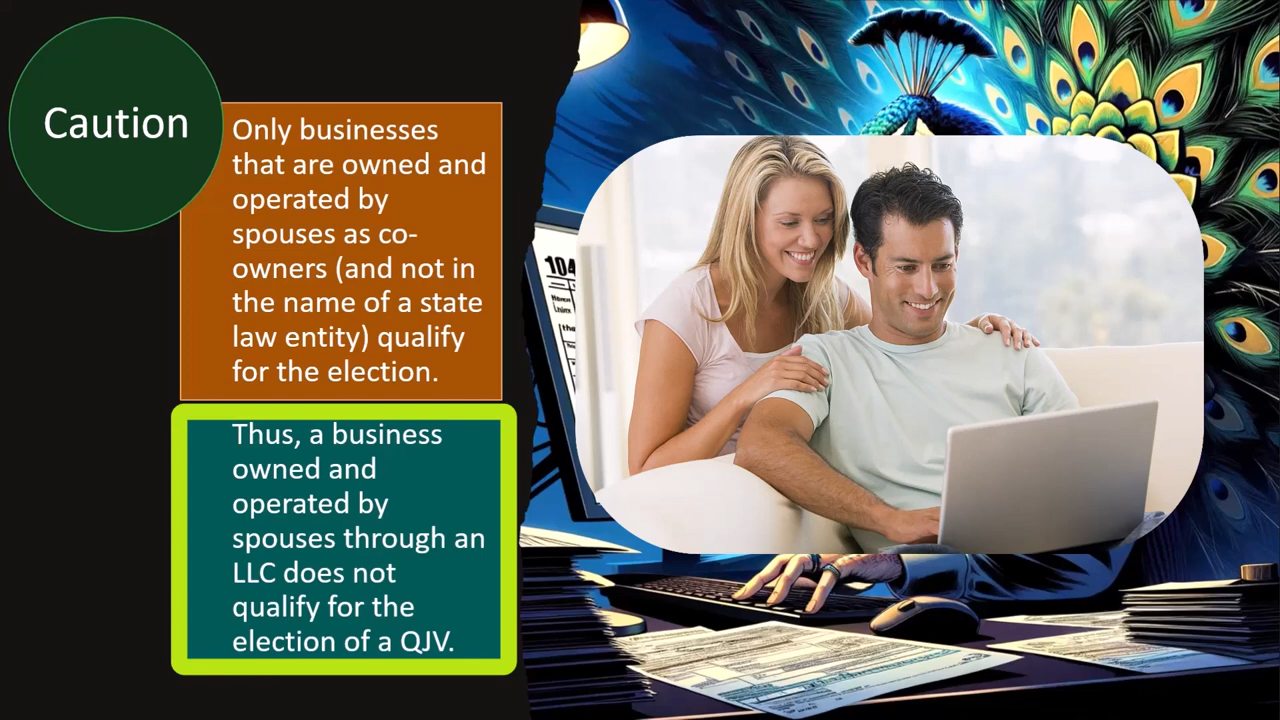 Caution
Only businesses
that are owned and
operated by
spouses as co-
owners (and not in
the name of a state
law entity) qualify
for the election.
Thus, a business
owned and
operated by
spouses through an
LLC does not
qualify for the
election of a QJV.
104